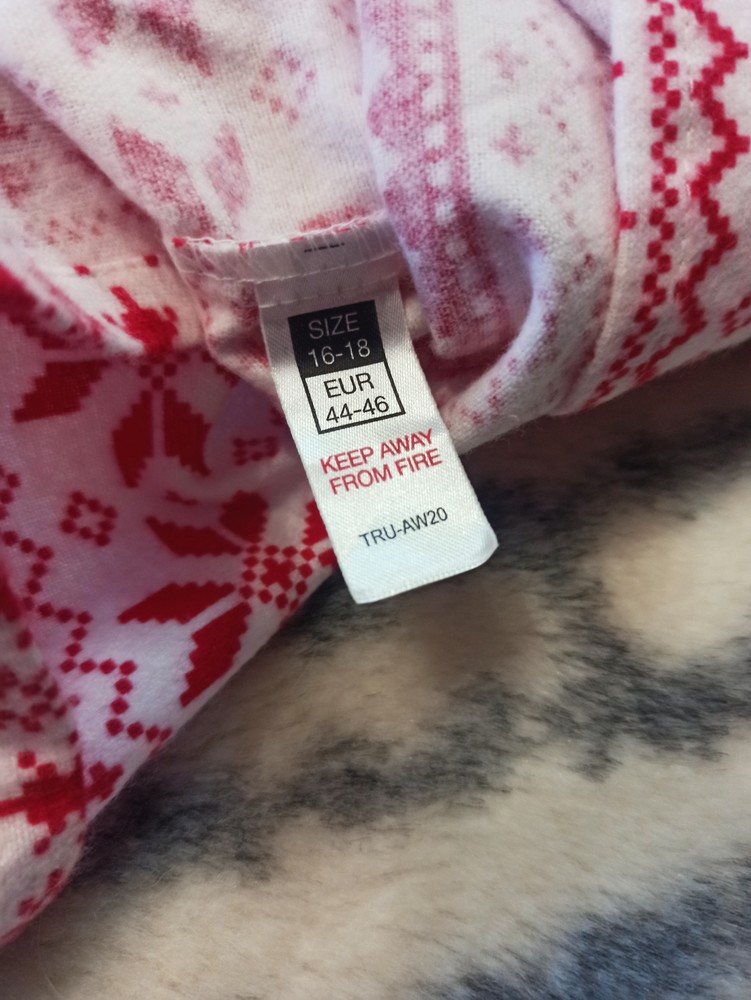 SIZE
16-18
EUR
44-46
KEEP AWAY
FROM FIRE
TRU-AW20